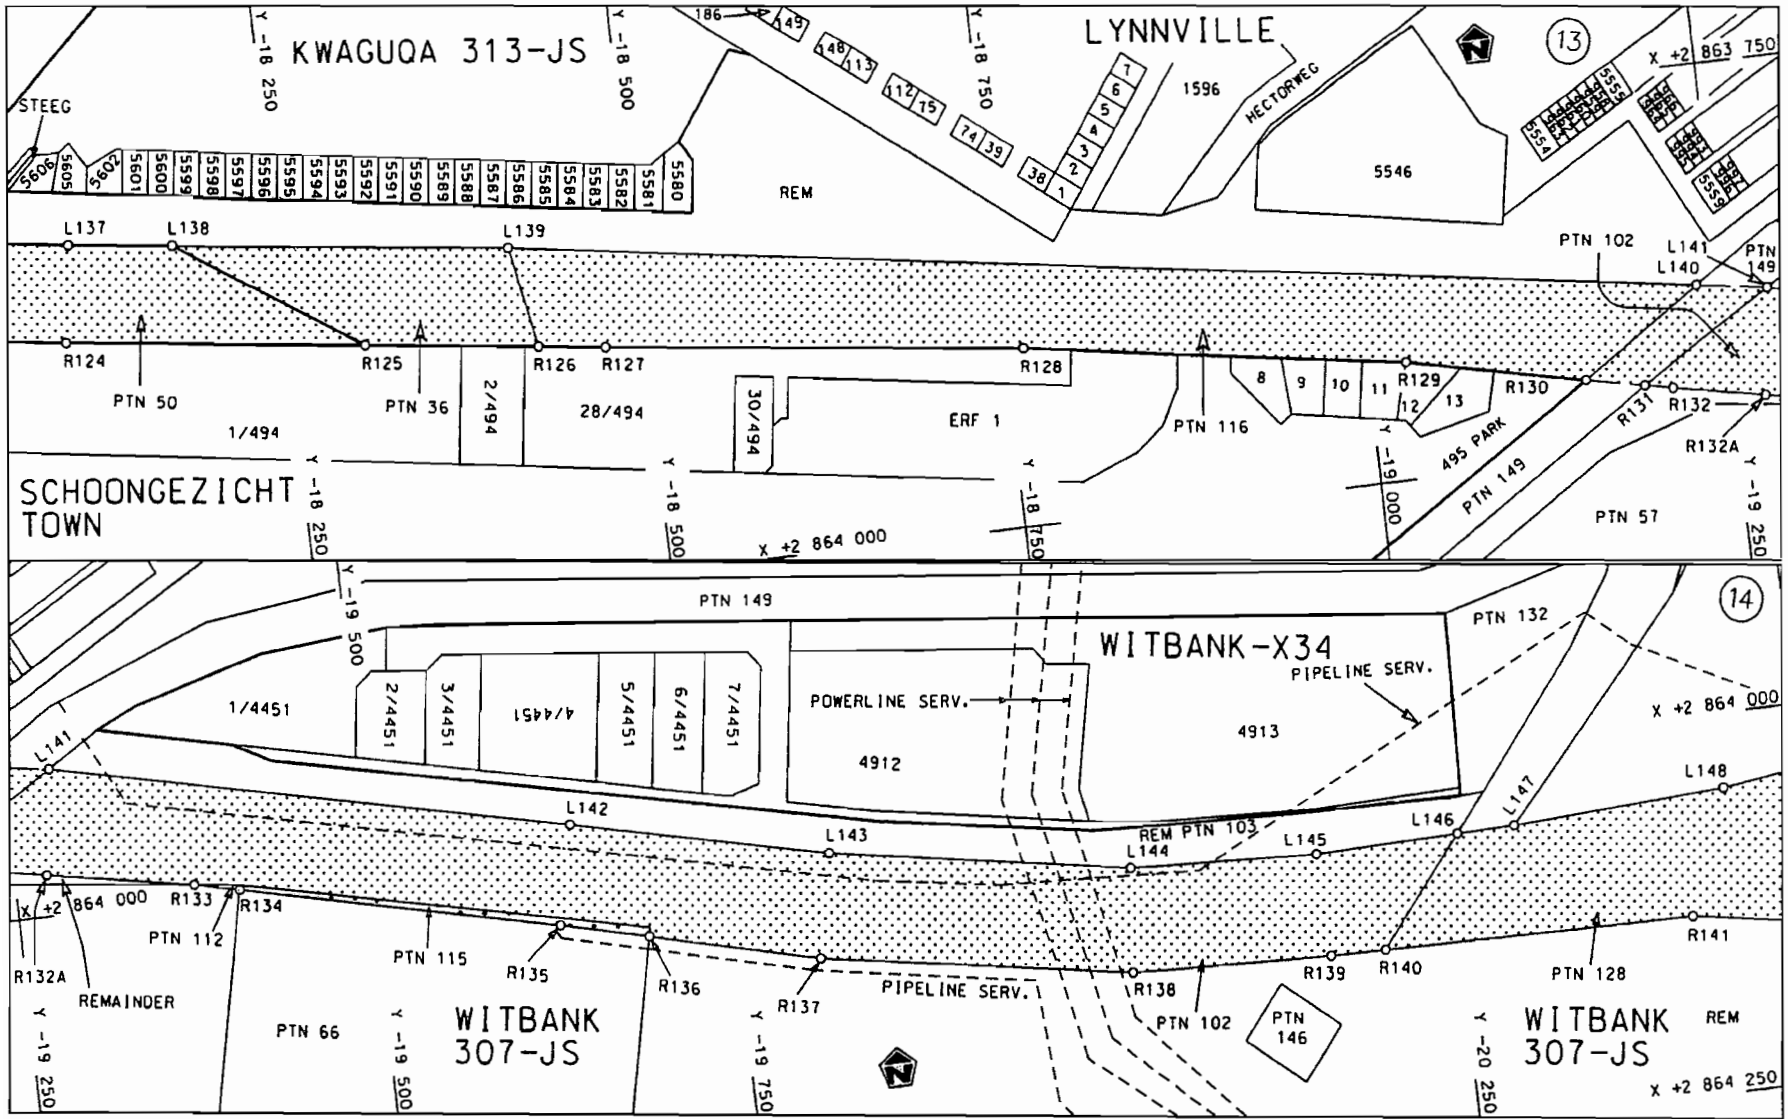 Y -18 250
KWAGUQA 313-JS
Y -18 500
186
149
148
113
112
75
74
39
38
Y -18 750
LYNNVILLE
7
6
5
4
3
2
1
1596
HECTORWEG
N
13
X +2 863 750
5546
5554
5555
5559
STEEG
5606
5605
5602
5601
5600
5599
5598
5597
5596
5595
5594
5593
5592
5591
5590
5589
5588
5587
5586
5585
5584
5583
5582
5581
5580
REM
L137
L138
L139
PTN 102
L141
L140
PTN
149
R124
R125
R126
R127
R128
R129
R130
R131
R132
R132A
PTN 50
PTN 36
1/494
2/494
28/494
30/494
ERF 1
PTN 116
8
9
10
11
12
13
495 PARK
PTN 149
PTN 57
SCHOONGEZICHT
TOWN
Y -18 250
Y -18 500
X +2 864 000
Y -18 750
Y -19 000
Y -19 250
Y -19 500
PTN 149
PTN 132
14
WITBANK-X34
PIPELINE SERV.
1/4451
2/4451
3/4451
4/4451
5/4451
6/4451
7/4451
POWERLINE SERV.
4912
4913
X +2 864 000
L141
L142
L143
REM PTN 103
L144
L145
L146
L147
L148
X +2 864 000
R132A
REMAINDER
R133
R134
PTN 112
PTN 115
R135
R136
R137
PIPELINE SERV.
R138
R139
R140
R141
PTN 102
PTN 128
PTN
146
PTN 66
WITBANK
307-JS
N
WITBANK
307-JS
REM
Y -19 250
Y -19 500
Y -19 750
Y -20 250
X +2 864 250